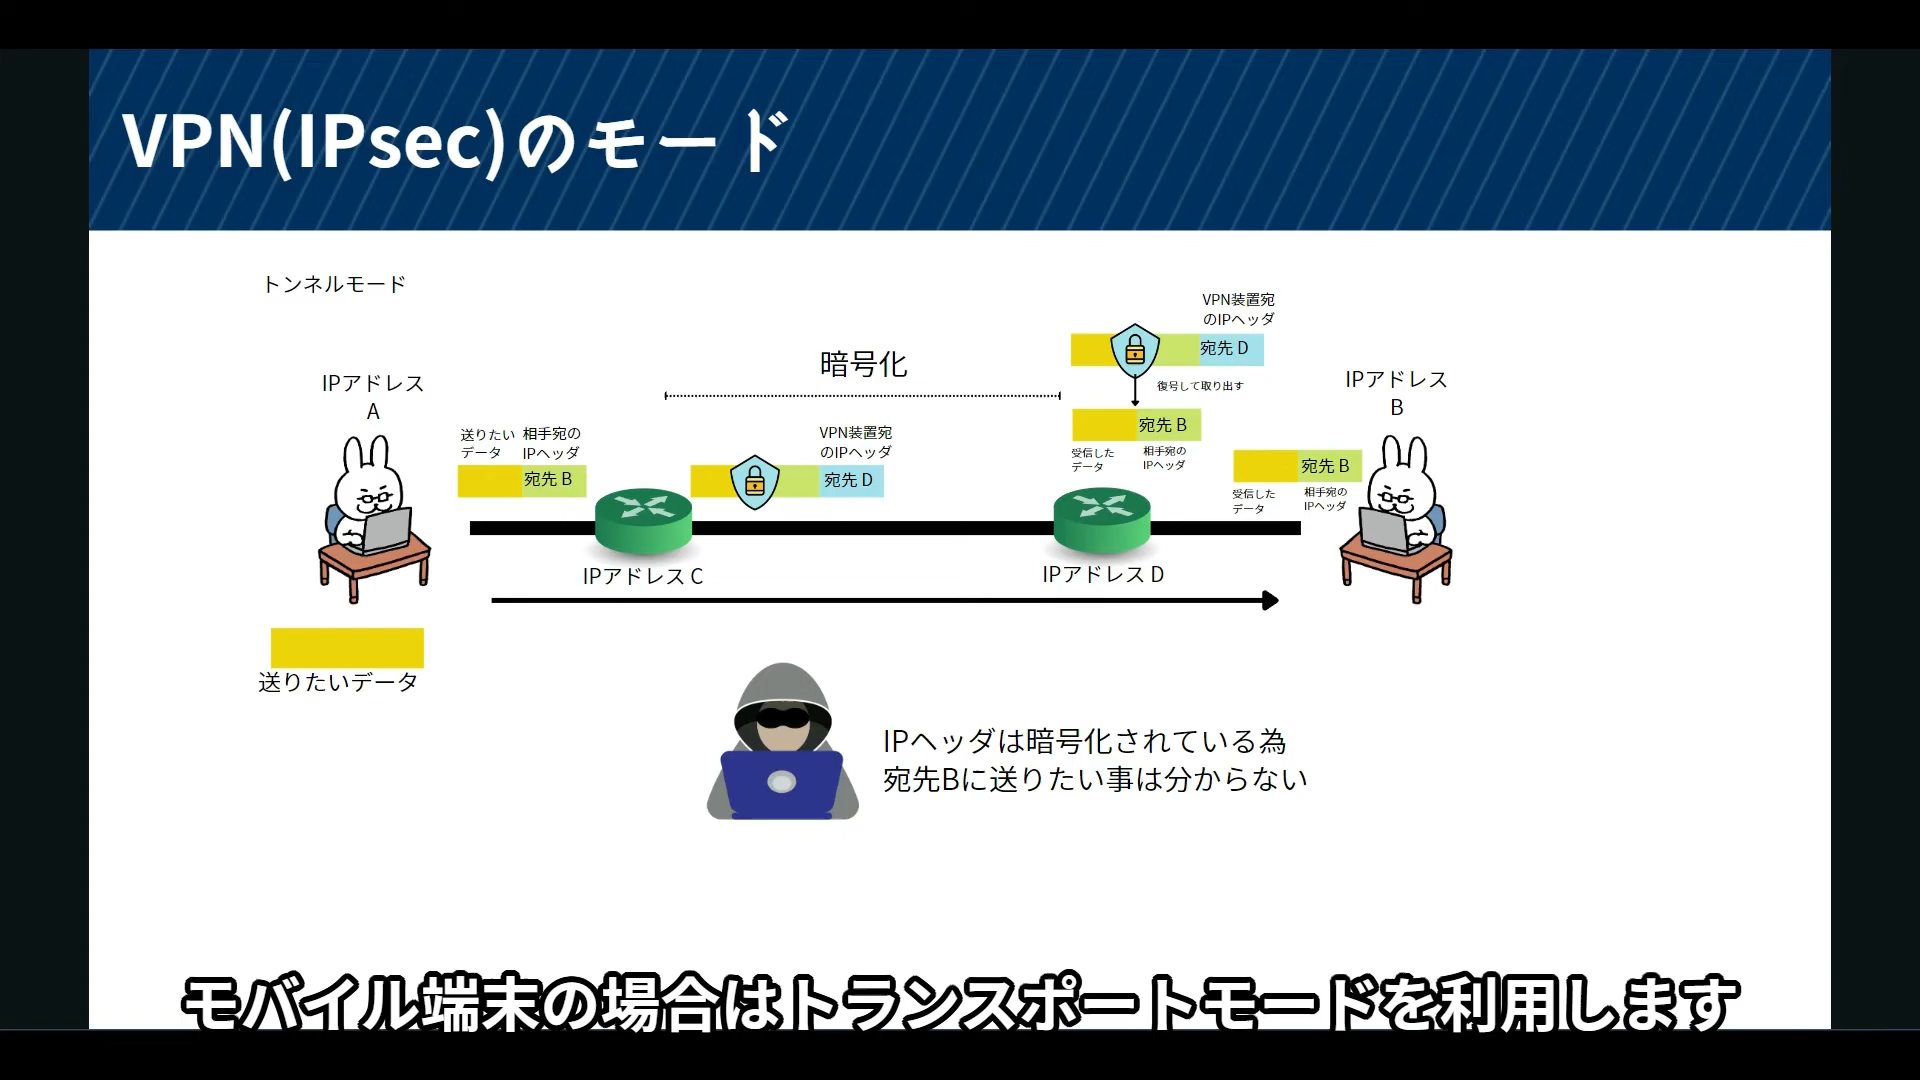 VPN(IPsec)のモード
トンネルモード
VPN装置宛
のIPヘッダ
宛先 D
暗号化
復号して取り出す
IPアドレス
A
IPアドレス
B
宛先 B
受信した
データ
相手宛の
IPヘッダ
送りたい
データ
相手宛の
IPヘッダ
宛先 B
VPN装置宛
のIPヘッダ
宛先 D
宛先 B
受信した
データ
相手宛の
IPヘッダ
IPアドレス C
IPアドレス D
送りたいデータ
IPヘッダは暗号化されている為
宛先Bに送りたい事は分からない
モバイル端末の場合はトランスポートモードを利用します